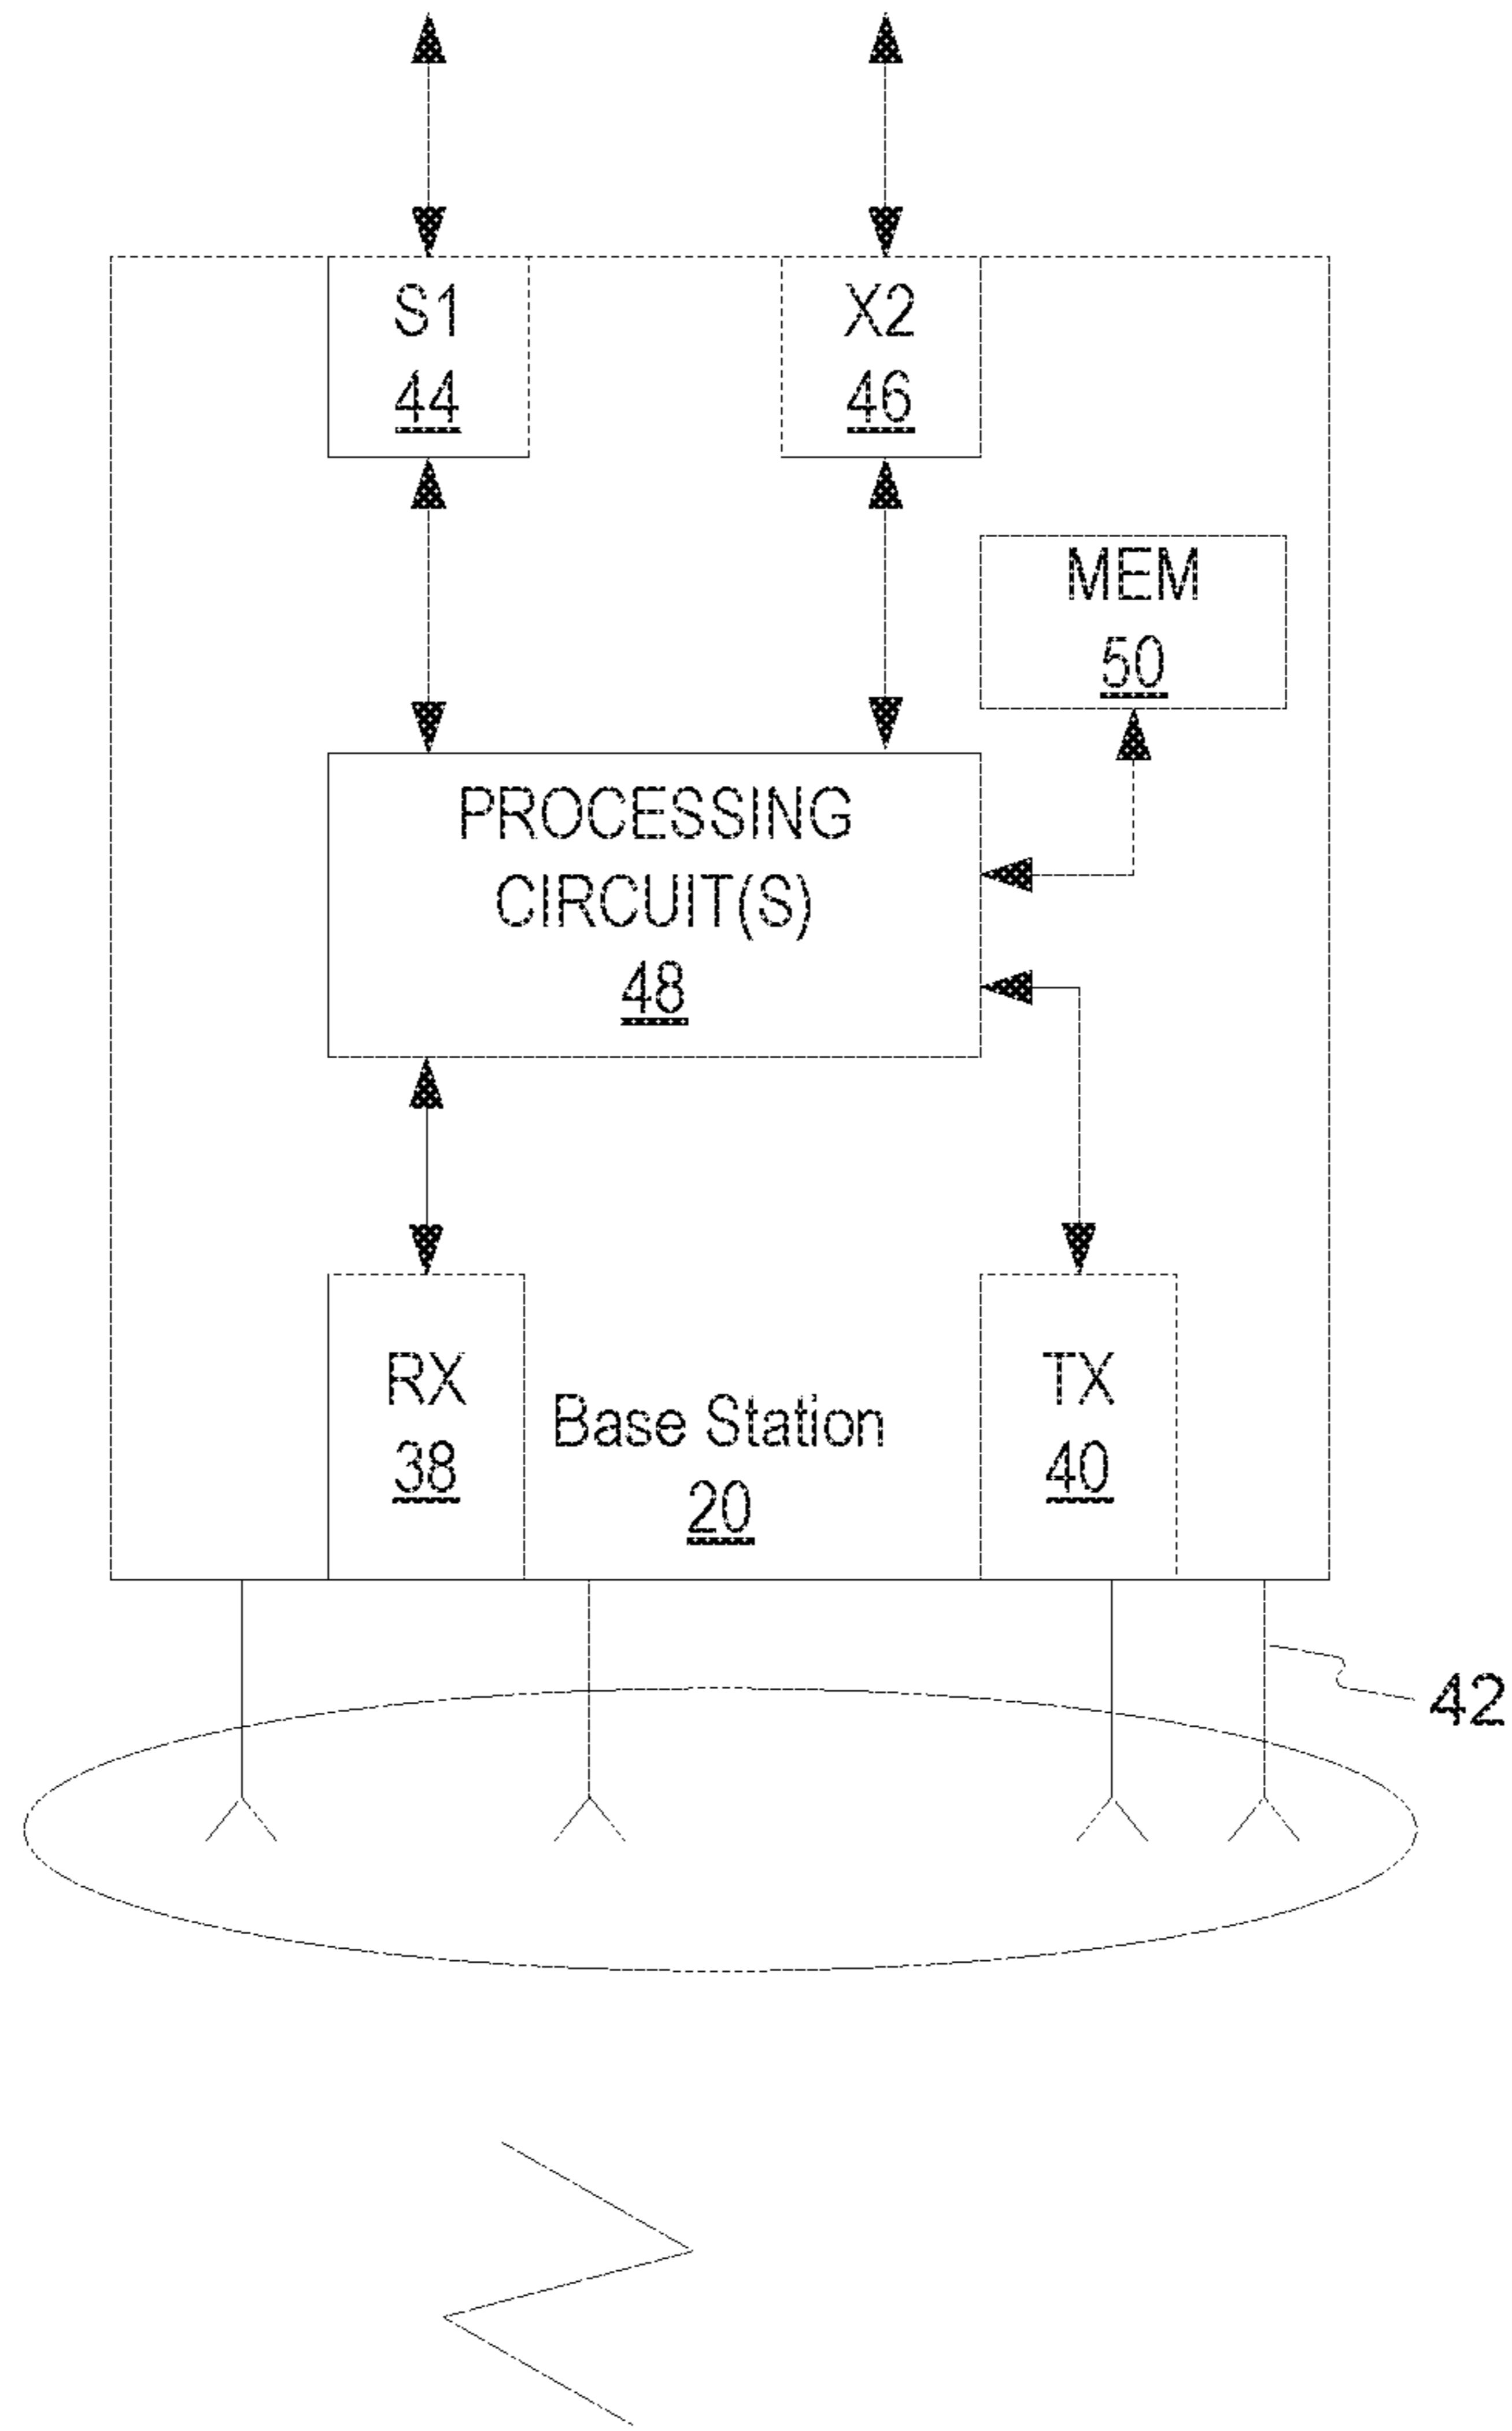 S1
44
X2
46
MEM
50
PROCESSING
CIRCUIT(S)
48
RX
38
Base Station
20
TX
40
42